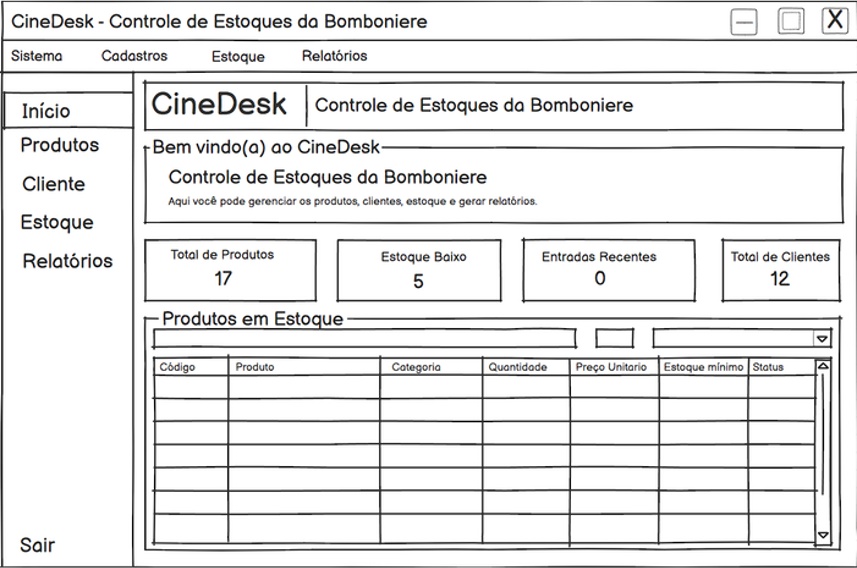 CineDesk - Controle de Estoques da Bomboniere
X
Sistema Cadastros Estoque Relatórios
Início
Produtos
Cliente
Estoque
Relatórios
Sair
CineDesk Controle de Estoques da Bomboniere
Bem vindo(a) ao CineDesk
Controle de Estoques da Bomboniere
Aqui você pode gerenciar os produtos, clientes, estoque e gerar relatórios.
Total de Produtos
17
Estoque Baixo
5
Entradas Recentes
0
Total de Clientes
12
Produtos em Estoque
Código Produto Categoria Quantidade Preço Unitario Estoque mínimo Status